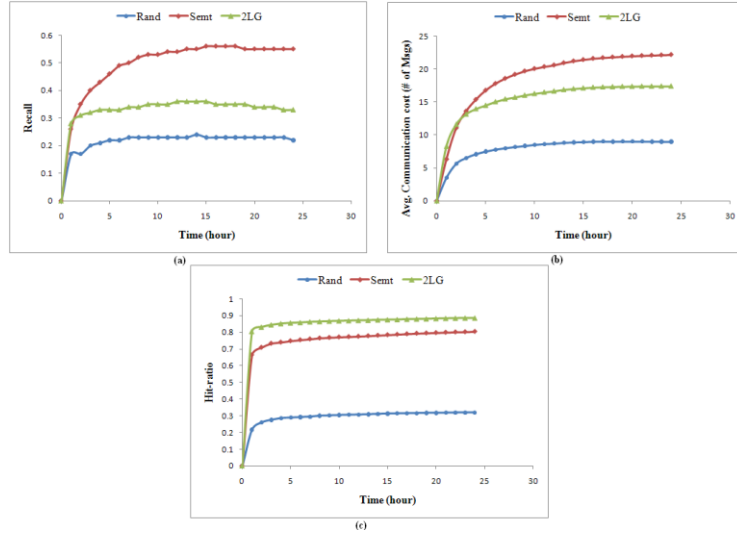 Rand Semt 2LG
0.6
0.5
0.4
0.3
0.2
0.1
0
Recall
0 5 10 15 20 25 30
Time (hour)
(a)
Rand Semt 2LG
25
20
15
10
5
0
Avg. Communication cost (# of Msgs)
0 5 10 15 20 25 30
Time (hour)
(b)
Rand Semt 2LG
1
0.9
0.8
0.7
0.6
0.5
0.4
0.3
0.2
0.1
0
Hit-ratio
0 5 10 15 20 25 30
Time (hour)
(c)